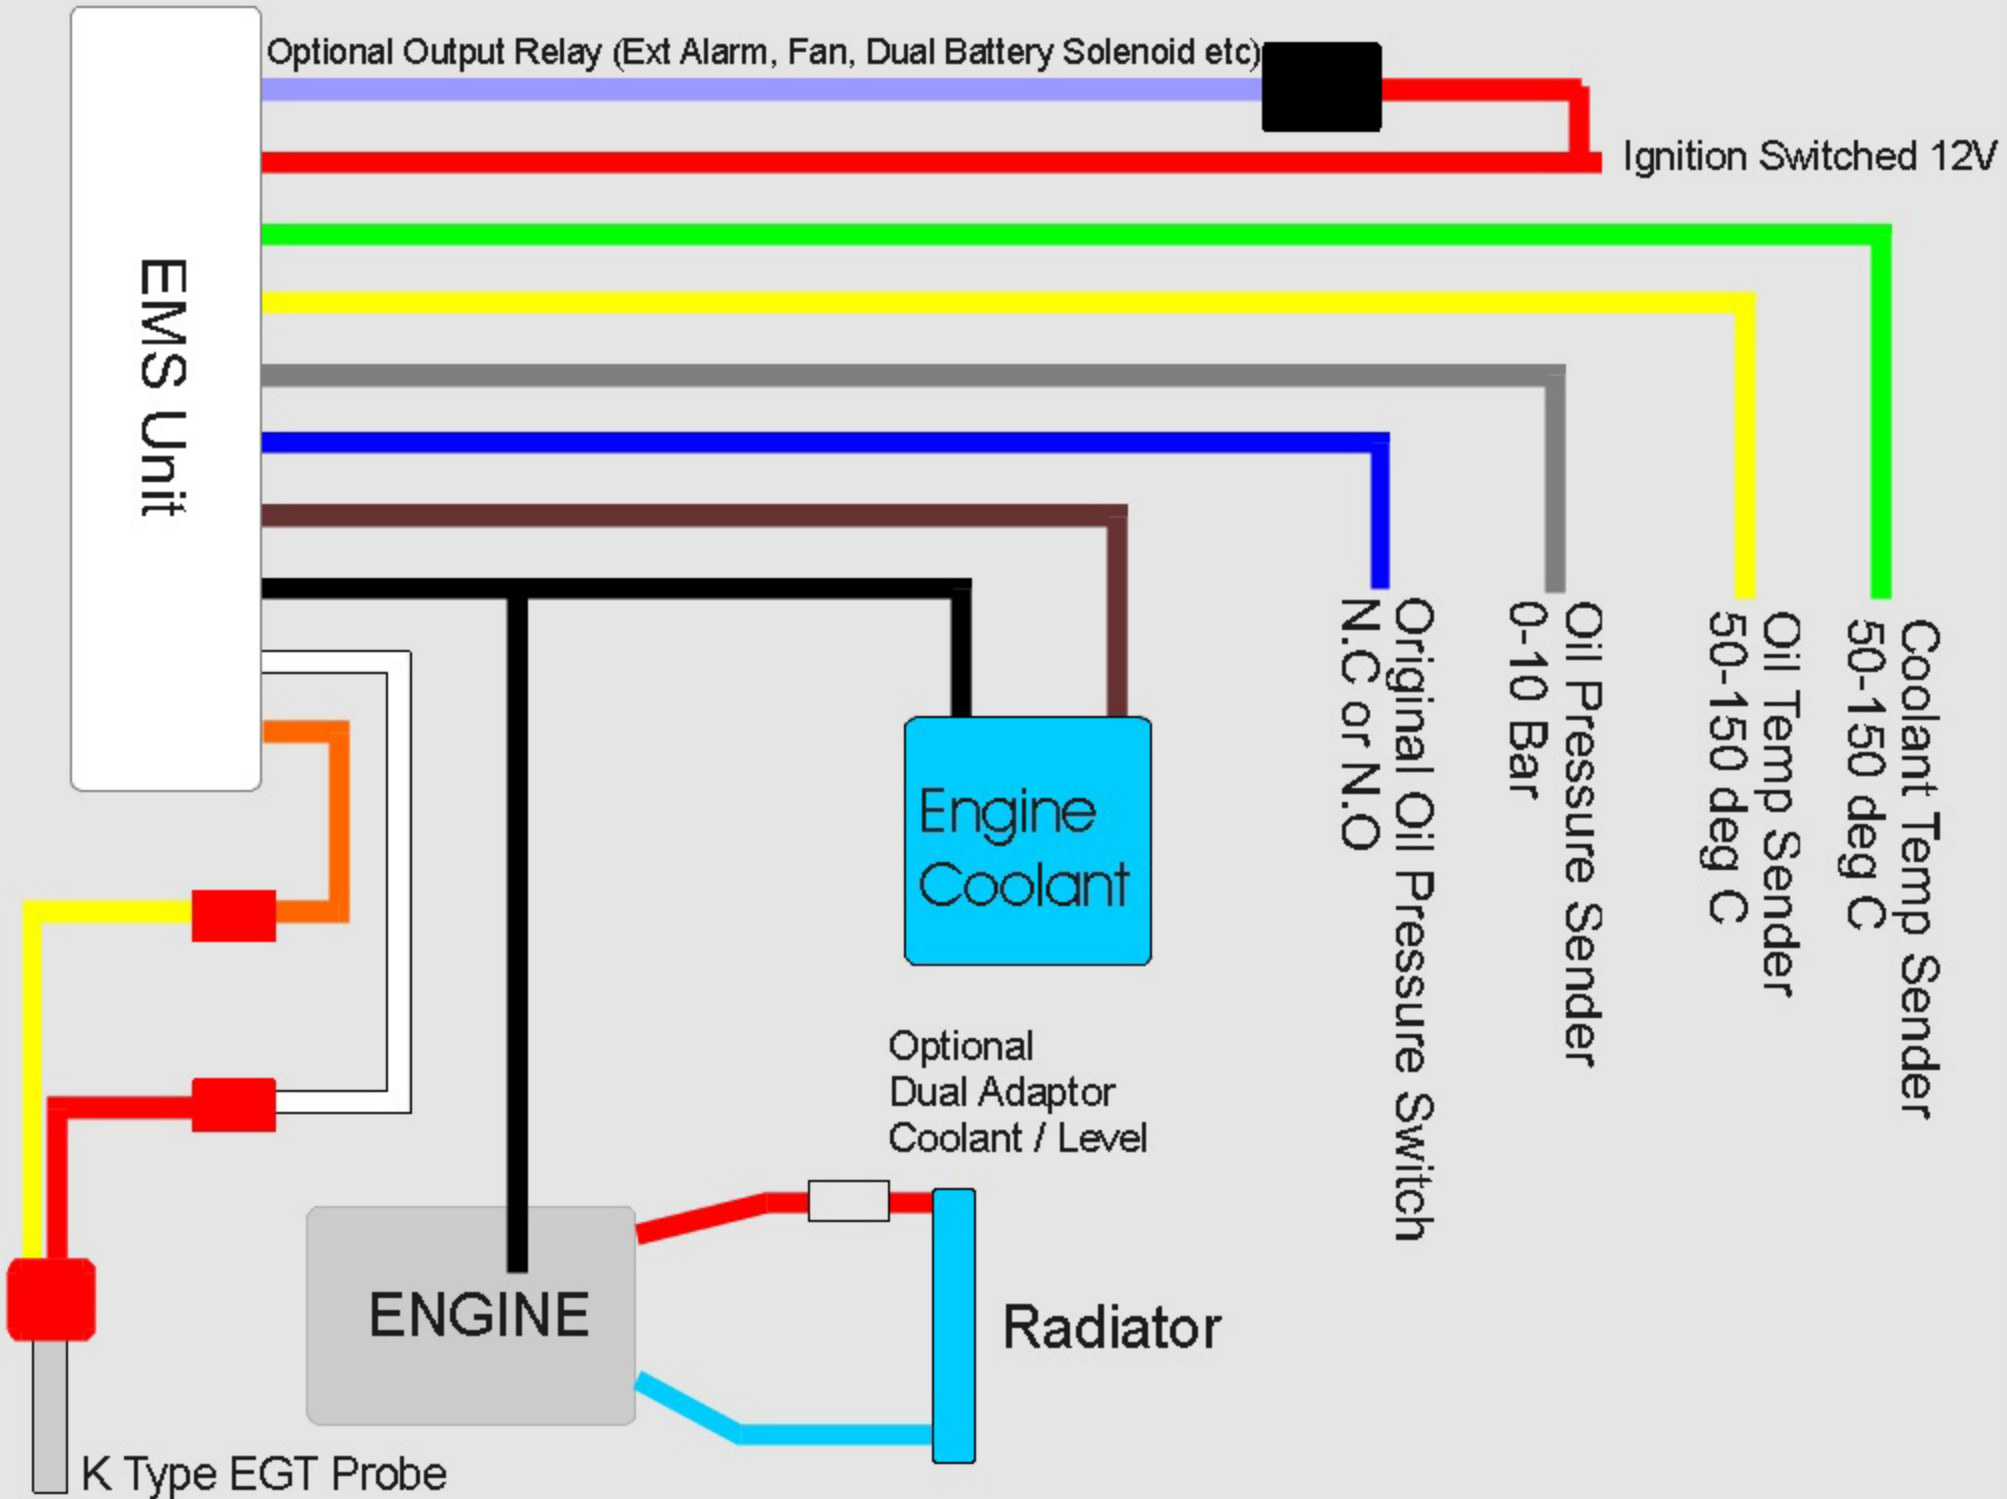 Optional Output Relay (Ext Alarm, Fan, Dual Battery Solenoid etc)
Ignition Switched 12V
EMS Unit
Engine
Coolant
Original Oil Pressure Switch
N.C or N.O
Oil Pressure Sender
0-10 Bar
Oil Temp Sender
50-150 deg C
Coolant Temp Sender
50-150 deg C
Optional
Dual Adaptor
Coolant / Level
ENGINE
Radiator
K Type EGT Probe